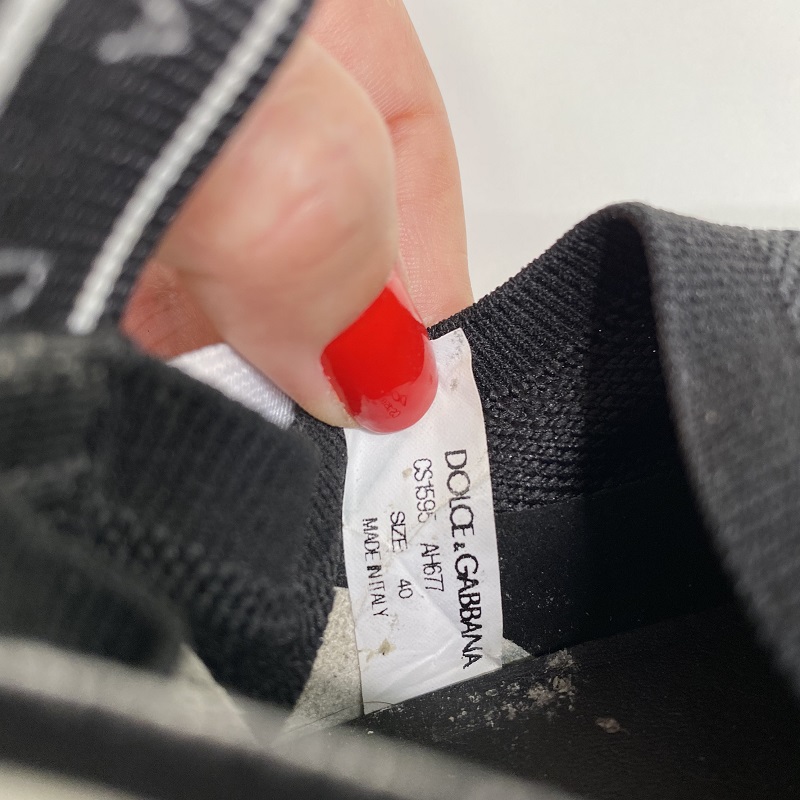 DOLCE & GABBANA
CS1595 AH677
SIZE 40
MADE IN ITALY